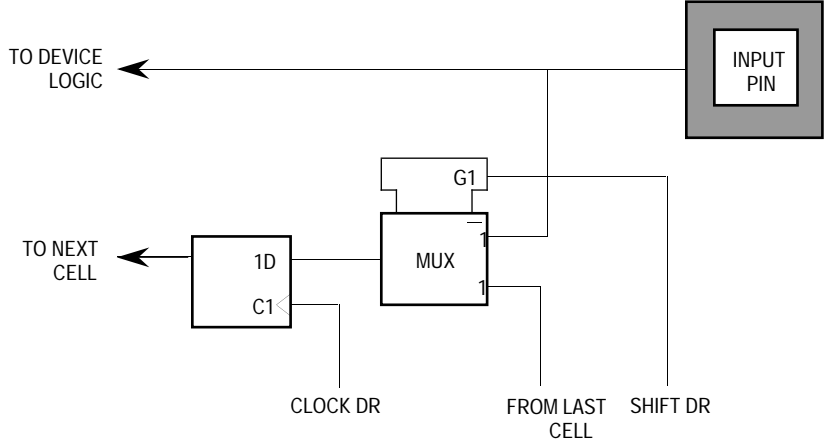 TO DEVICE
LOGIC
INPUT
PIN
G1
1
TO NEXT
CELL
1D
MUX
1
C1
CLOCK DR
FROM LAST
CELL
SHIFT DR